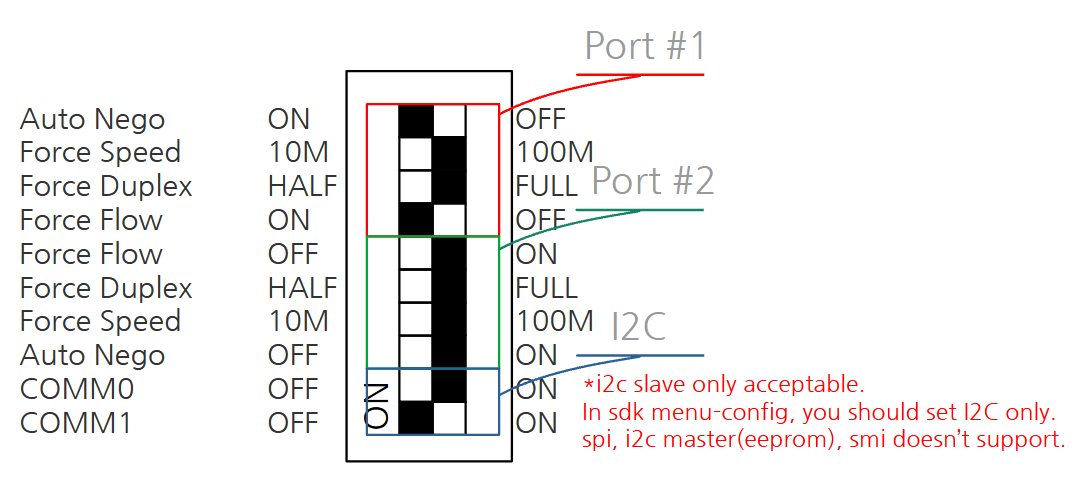 Port #1
Auto Nego ON OFF
Force Speed 10M 100M
Force Duplex HALF FULL
Port #2
Force Flow ON OFF
Force Flow OFF ON
Force Duplex HALF FULL
Force Speed 10M 100M
I2C
Auto Nego OFF ON
COMM0 OFF ON
COMM1 OFF ON
ON
*i2c slave only acceptable.
In sdk menu-config, you should set I2C only.
spi, i2c master(eeprom), smi doesn't support.